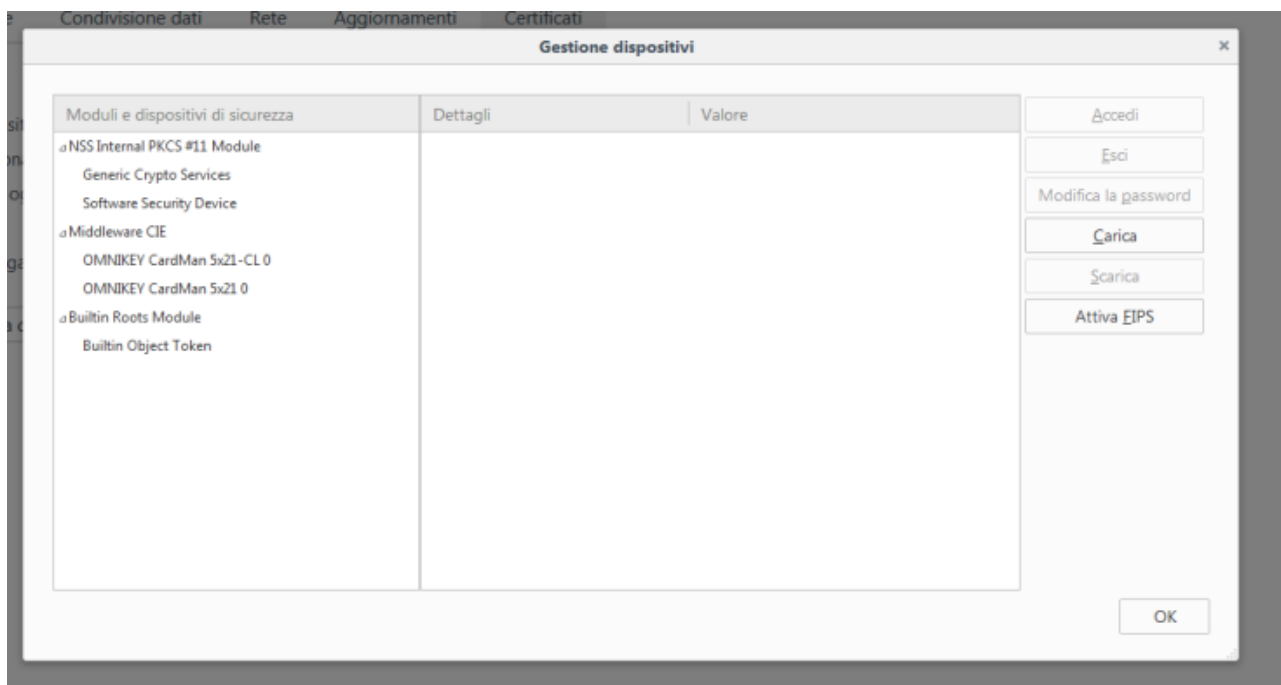 Condivisione dati Rete Aggiornamenti Certificati
Gestione dispositivi
Moduli e dispositivi di sicurezza Dettagli Valore
NSS Internal PKCS #11 Module
Generic Crypto Services
Software Security Device
Middleware CIE
OMNIKEY CardMan 5x21-CL 0
OMNIKEY CardMan 5x21 0
Builtin Roots Module
Builtin Object Token
Accedi
Esci
Modifica la password
Carica
Scarica
Attiva FIPS
OK